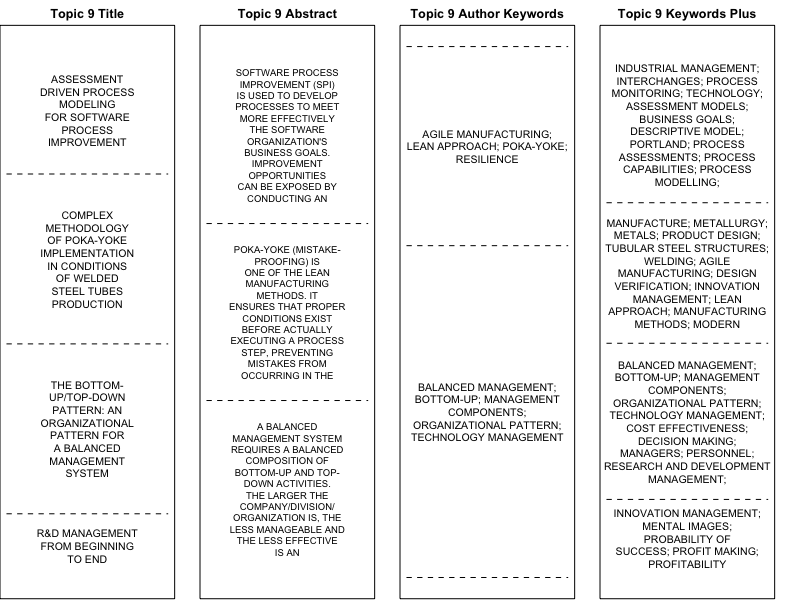 Topic 9 Title
ASSESSMENT
DRIVEN PROCESS
MODELING
FOR SOFTWARE
PROCESS
IMPROVEMENT
COMPLEX
METHODOLOGY
OF POKA-YOKE
IMPLEMENTATION
IN CONDITIONS
OF WELDED
STEEL TUBES
PRODUCTION
THE BOTTOM-
UP/TOP-DOWN
PATTERN: AN
ORGANIZATIONAL
PATTERN FOR
A BALANCED
MANAGEMENT
SYSTEM
R&D MANAGEMENT
FROM BEGINNING
TO END
Topic 9 Abstract
SOFTWARE PROCESS
IMPROVEMENT (SPI)
IS USED TO DEVELOP
PROCESSES TO MEET
MORE EFFECTIVELY
THE SOFTWARE
ORGANIZATION'S
BUSINESS GOALS.
IMPROVEMENT
OPPORTUNITIES
CAN BE EXPOSED BY
CONDUCTING AN
POKA-YOKE (MISTAKE-
PROOFING) IS
ONE OF THE LEAN
MANUFACTURING
METHODS. IT
ENSURES THAT PROPER
CONDITIONS EXIST
BEFORE ACTUALLY
EXECUTING A PROCESS
STEP, PREVENTING
MISTAKES FROM
OCCURRING IN THE
A BALANCED
MANAGEMENT SYSTEM
REQUIRES A BALANCED
COMPOSITION OF
BOTTOM-UP AND TOP-
DOWN ACTIVITIES.
THE LARGER THE
COMPANY/DIVISION/
ORGANIZATION IS, THE
LESS MANAGEABLE AND
THE LESS EFFECTIVE
IS AN
Topic 9 Author Keywords
AGILE MANUFACTURING;
LEAN APPROACH; POKA-YOKE;
RESILIENCE
BALANCED MANAGEMENT;
BOTTOM-UP; MANAGEMENT
COMPONENTS;
ORGANIZATIONAL PATTERN;
TECHNOLOGY MANAGEMENT
Topic 9 Keywords Plus
INDUSTRIAL MANAGEMENT;
INTERCHANGES; PROCESS
MONITORING; TECHNOLOGY;
ASSESSMENT MODELS;
BUSINESS GOALS;
DESCRIPTIVE MODEL;
PORTLAND; PROCESS
ASSESSMENTS; PROCESS
CAPABILITIES; PROCESS
MODELLING;
MANUFACTURE; METALLURGY;
METALS; PRODUCT DESIGN;
TUBULAR STEEL STRUCTURES;
WELDING; AGILE
MANUFACTURING; DESIGN
VERIFICATION; INNOVATION
MANAGEMENT; LEAN
APPROACH; MANUFACTURING
METHODS; MODERN
BALANCED MANAGEMENT;
BOTTOM-UP; MANAGEMENT
COMPONENTS;
ORGANIZATIONAL PATTERN;
TECHNOLOGY MANAGEMENT;
COST EFFECTIVENESS;
DECISION MAKING;
MANAGERS; PERSONNEL;
RESEARCH AND DEVELOPMENT
MANAGEMENT;
INNOVATION MANAGEMENT;
MENTAL IMAGES;
PROBABILITY OF
SUCCESS; PROFIT MAKING;
PROFITABILITY